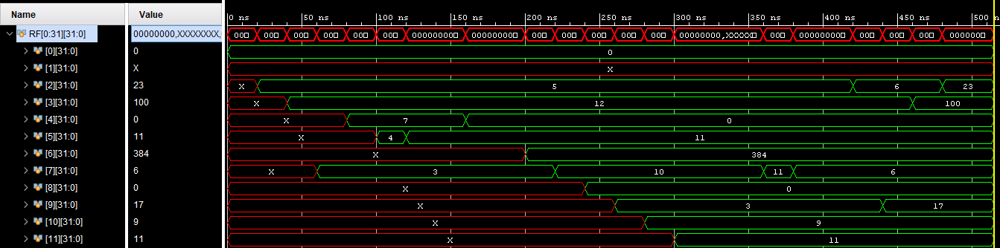 Name Value 0 ns 50 ns 100 ns 150 ns 200 ns 250 ns 300 ns 350 ns 400 ns 450 ns 500 ns
RF[0:31][31:0] 00000000,XXXXXXXX, 00□ 00□ 00□ 00□ 00□ 00□ 00000000□ 00000000□ 00□ 00□ 00□ 00□ 00□ 00000000,XXXXX□ 00□ 00000000□ 00□ 00□ 00□ 0000000□
[0][31:0] 0 0
[1][31:0] X X
[2][31:0] 23 X 5 6 23
[3][31:0] 100 X 12 100
[4][31:0] 0 X 7 0
[5][31:0] 11 X 4 11
[6][31:0] 384 X 384
[7][31:0] 6 X 3 10 11 6
[8][31:0] 0 X 0
[9][31:0] 17 X 3 17
[10][31:0] 9 X 9
[11][31:0] 11 X 11